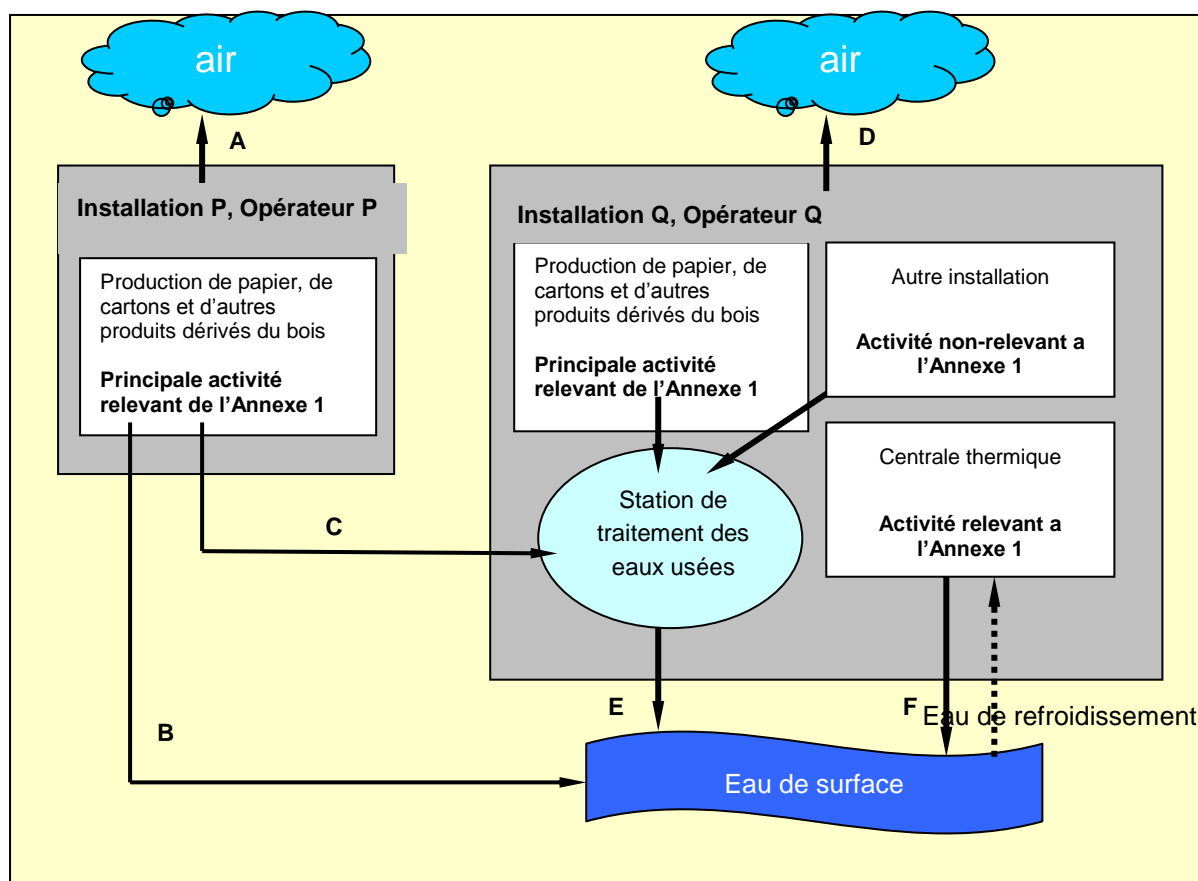 air
air
A
D
Installation P, Opérateur P
Production de papier, de
cartons et d'autres
produits dérivés du bois
Principale activité
relevant de l'Annexe 1
Installation Q, Opérateur Q
Production de papier, de
cartons et d'autres
produits dérivés du bois
Principale activité
relevant de l'Annexe 1
Autre installation
Activité non-relevant a
l'Annexe 1
Centrale thermique
Activité relevant a
l'Annexe 1
Station de
traitement des
eaux usées
C
B
E
F
Eau de refroidissement
Eau de surface